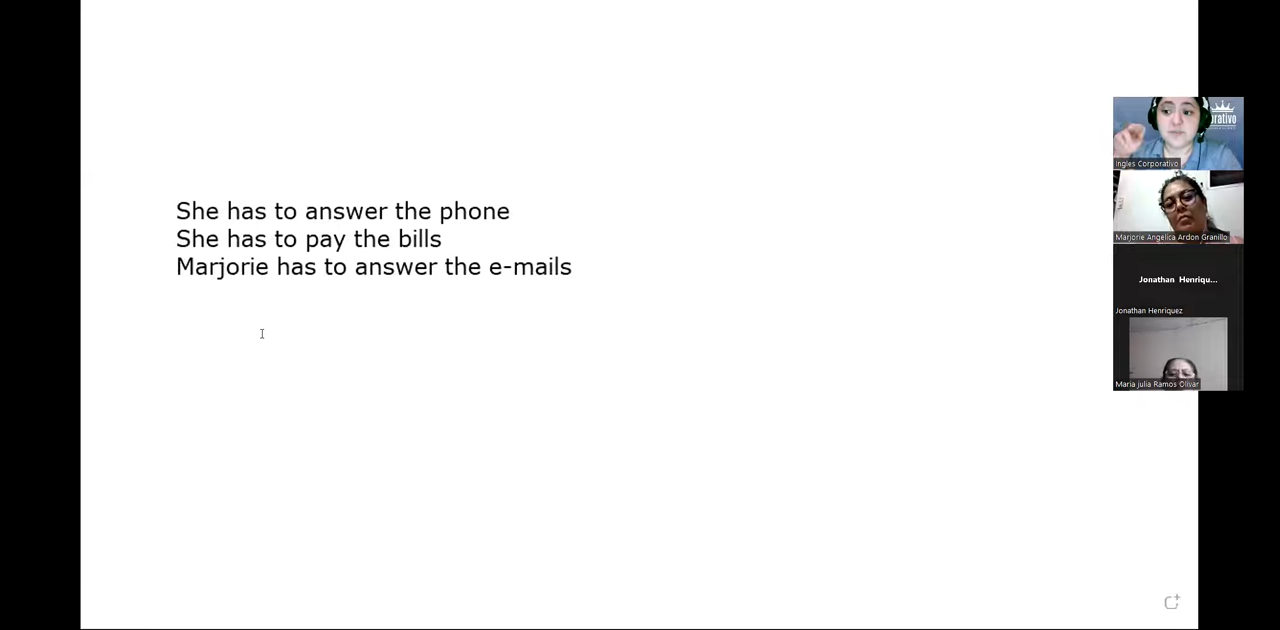 She has to answer the phone
She has to pay the bills
Marjorie has to answer the e-mails
orativo
Ingles Corporativo
Marjorie Angelica Ardon Granillo
Jonathan Henriqu...
Jonathan Henriquez
Maria julia Ramos Olivar